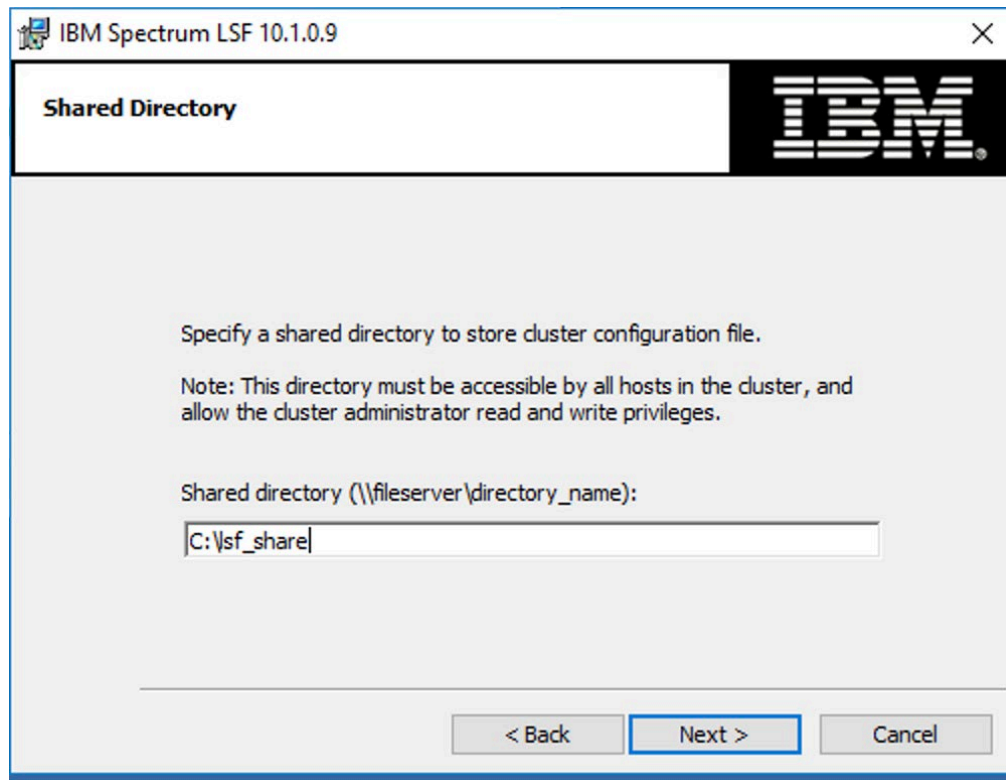 IBM Spectrum LSF 10.1.0.9
Shared Directory
IBM®
Specify a shared directory to store cluster configuration file.
Note: This directory must be accessible by all hosts in the cluster, and
allow the cluster administrator read and write privileges.
Shared directory (\\fileserver\directory_name):
C:\lsf_share
< Back
Next >
Cancel